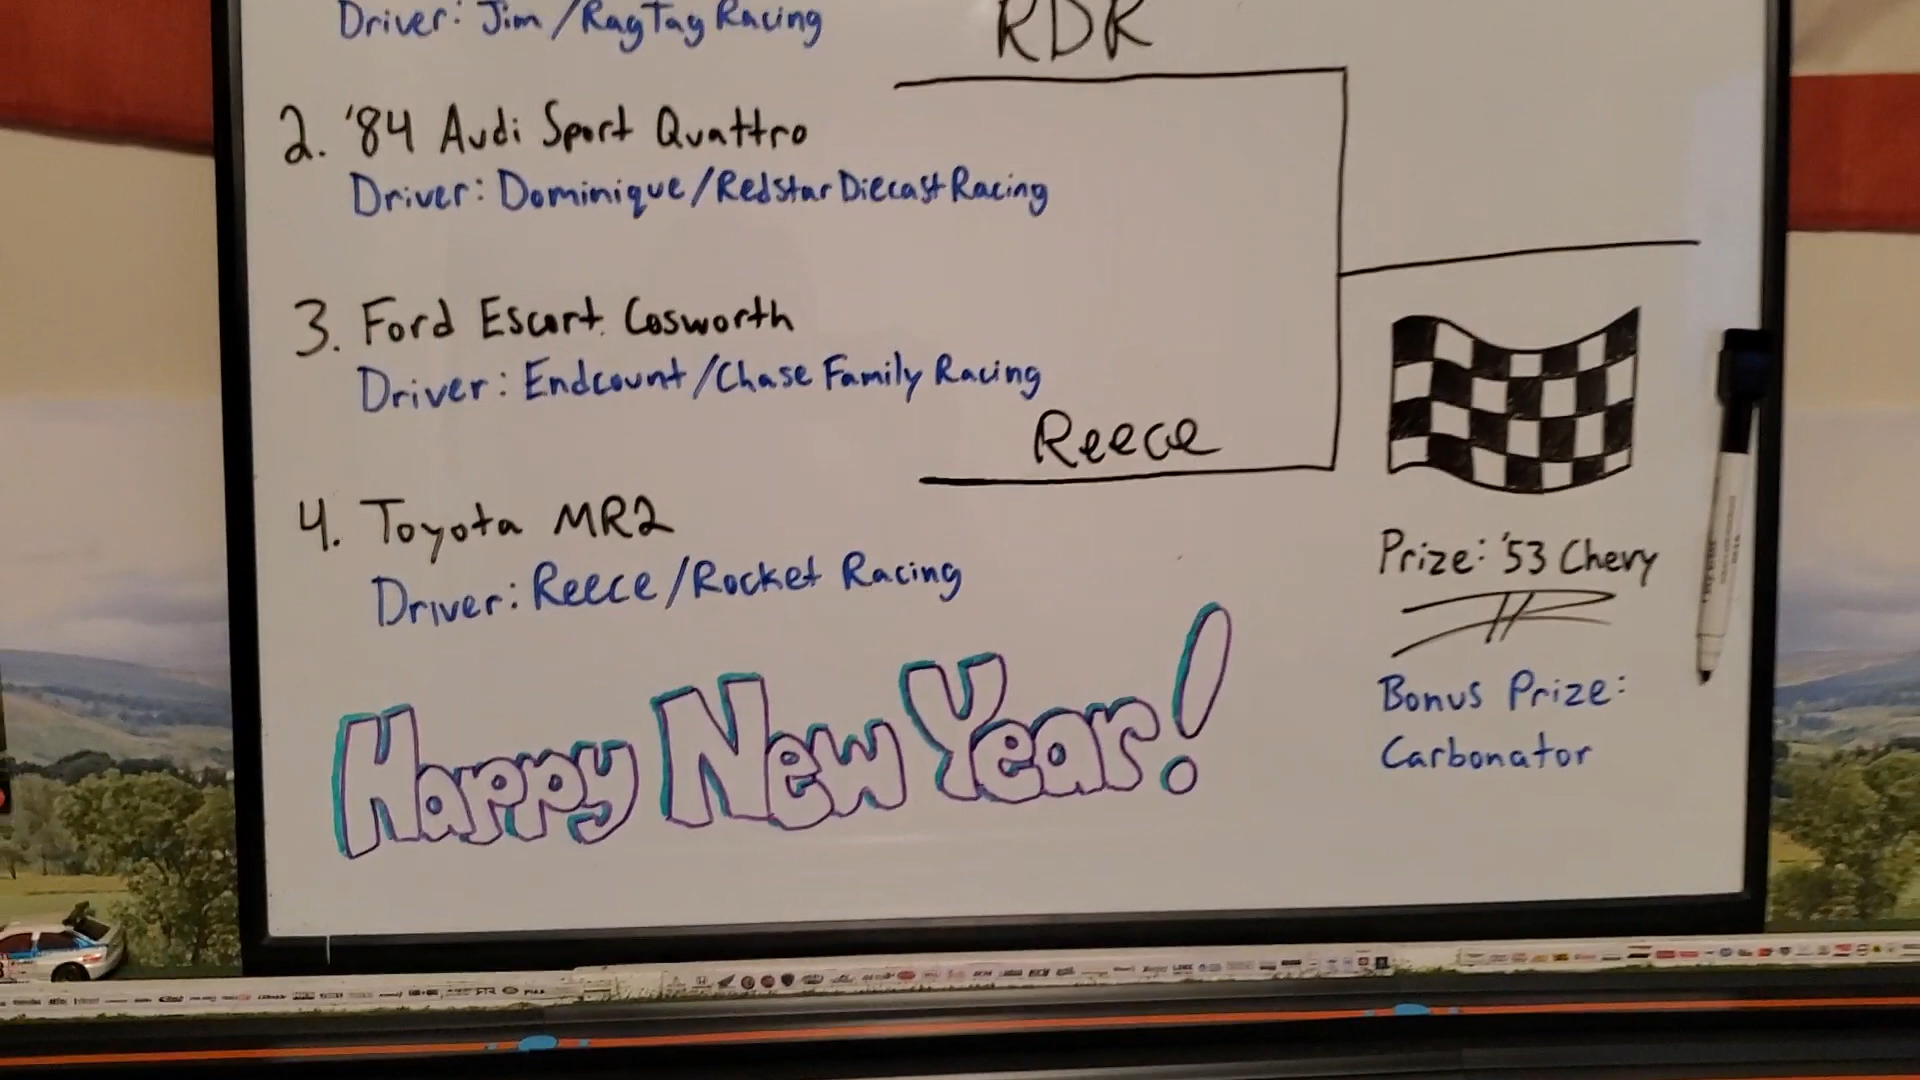 Driver: Jim/RagTag Racing
RDR
2. '84 Audi Sport Quattro
Driver: Dominique/Redstar Diecast Racing
3. Ford Escort Cosworth
Driver: Endcount/Chase Family Racing
Reece
4. Toyota MR2
Driver: Reece/Rocket Racing
Prize: '53 Chevy
Bonus Prize:
Carbonator
Happy New Year!